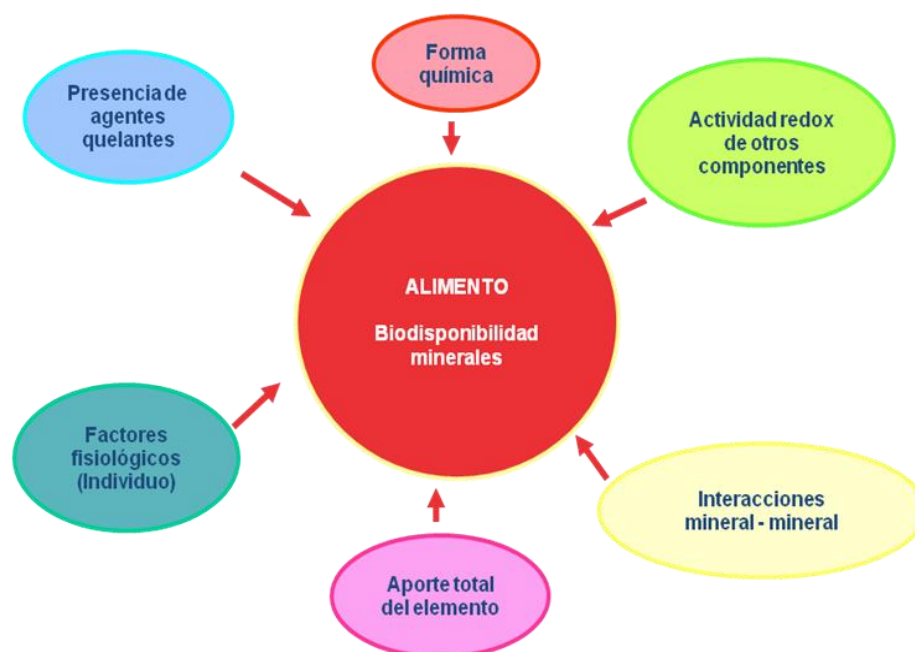 Forma
química
Presencia de
agentes
quelantes
Actividad redox
de otros
componentes
ALIMENTO
Biodisponibilidad
minerales
Factores
fisiológicos
(Individuo)
Interacciones
mineral - mineral
Aporte total
del elemento